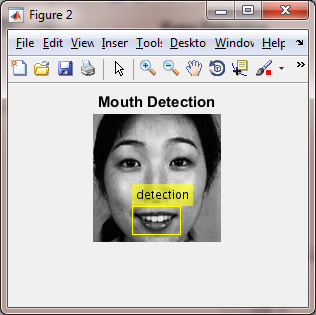 Figure 2
File Edit View Inser Tools Deskto Window Help
Mouth Detection
detection